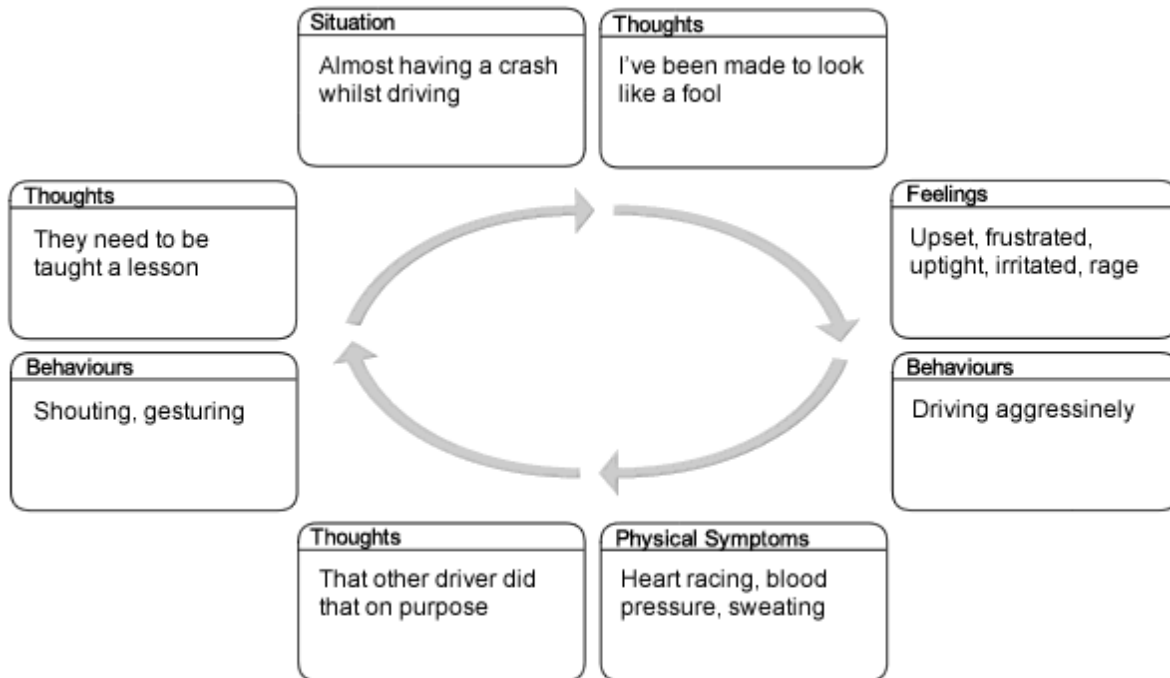 Situation
Almost having a crash
whilst driving
Thoughts
I've been made to look
like a fool
Feelings
Upset, frustrated,
uptight, irritated, rage
Behaviours
Driving aggressinely
Physical Symptoms
Heart racing, blood
pressure, sweating
Thoughts
That other driver did
that on purpose
Behaviours
Shouting, gesturing
Thoughts
They need to be
taught a lesson